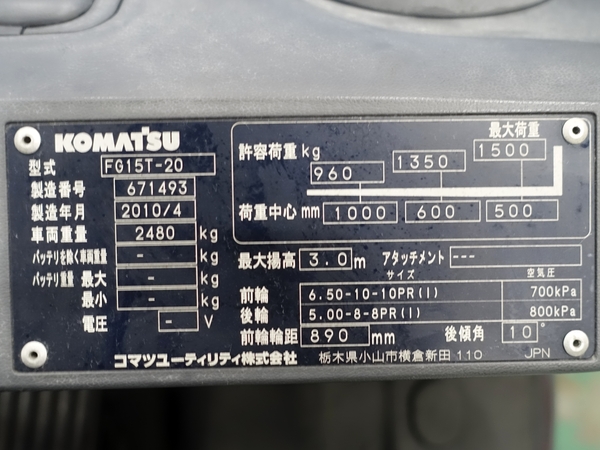 KOMATSU
型式 FG15T-20
製造番号 671493
製造年月 2010/4
車両重量 2480 kg
バッテリを除く車両重量 - kg
バッテリ重量 最大 - kg
最小 - kg
電圧 - V
最大荷重
許容荷重 kg 960 1350 1500
荷重中心 mm 1000 600 500
最大揚高 3.0 m アタッチメント ---
サイズ 空気圧
前輪 6.50-10-10PR(I) 700kPa
後輪 5.00-8-8PR(I) 800kPa
前輪輪距 890 mm 後傾角 10°
コマツユーティリティ株式会社 栃木県小山市横倉新田110 JPN